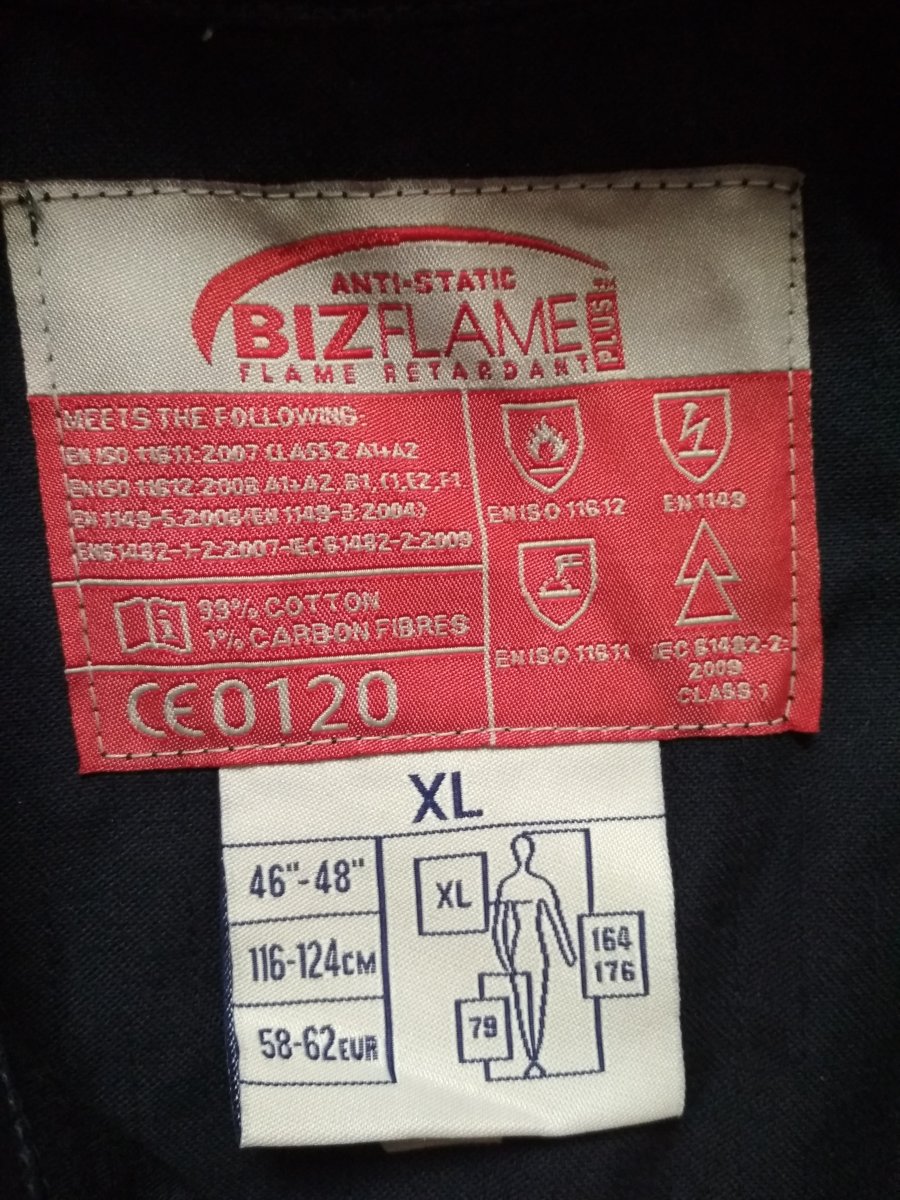 ANTI-STATIC
BIZFLAME PLUS
FLAME RETARDANT
MEETS THE FOLLOWING:
EN ISO 11611:2007 CLASS 2 A1+A2
EN ISO 11612:2008 A1+A2, B1, C1, E2, F1
EN 1149-5:2008(EN 1149-3:2004)
EN61482-1-2:2007-IEC 61482-2:2009
99% COTTON
1% CARBON FIBRES
CE0120
EN ISO 11612
EN 1149
EN ISO 11611
IEC 61482-2-
2009
CLASS 1
XL
46"-48"
116-124CM
58-62EUR
XL
164
176
79